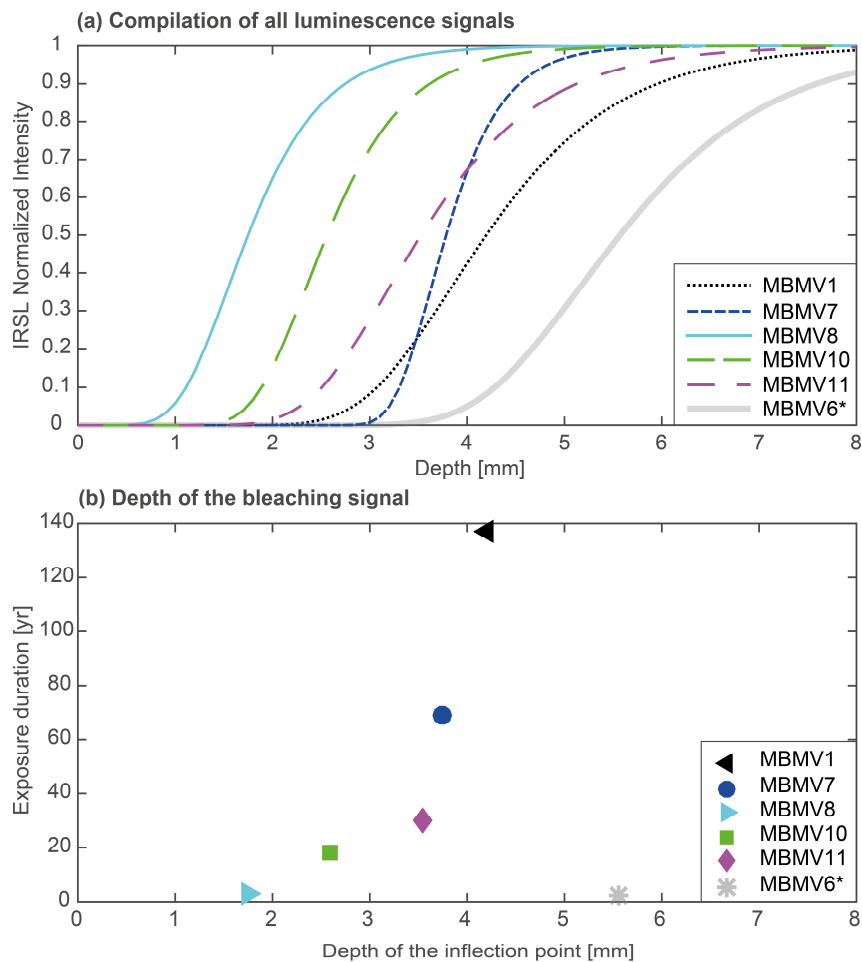 (a) Compilation of all luminescence signals
1
0.9
0.8
0.7
0.6
0.5
0.4
0.3
0.2
0.1
0
IRSL Normalized Intensity
MBMV1
MBMV7
MBMV8
MBMV10
MBMV11
MBMV6*
0 1 2 3 4 5 6 7 8
Depth [mm]
(b) Depth of the bleaching signal
140
120
100
80
60
40
20
0
Exposure duration [yr]
MBMV1
MBMV7
MBMV8
MBMV10
MBMV11
MBMV6*
0 1 2 3 4 5 6 7 8
Depth of the inflection point [mm]